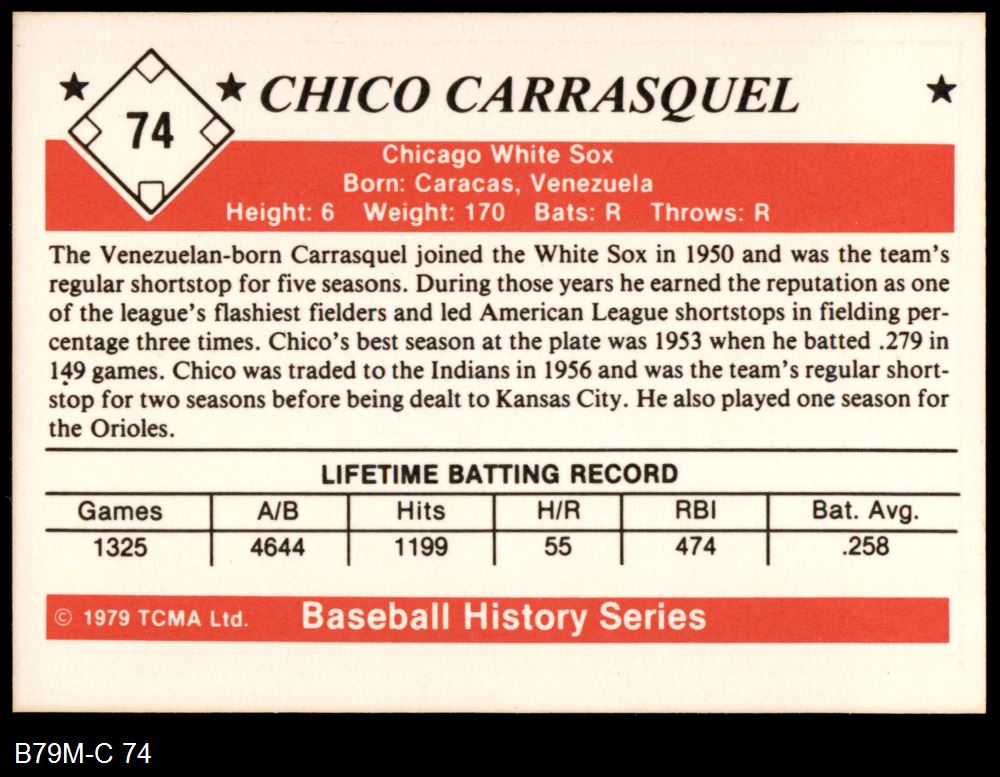 74
CHICO CARRASQUEL
Chicago White Sox
Born: Caracas, Venezuela
Height: 6 Weight: 170 Bats: R Throws: R
The Venezuelan-born Carrasquel joined the White Sox in 1950 and was the team's
regular shortstop for five seasons. During those years he earned the reputation as one
of the league's flashiest fielders and led American League shortstops in fielding per-
centage three times. Chico's best season at the plate was 1953 when he batted .279 in
149 games. Chico was traded to the Indians in 1956 and was the team's regular short-
stop for two seasons before being dealt to Kansas City. He also played one season for
the Orioles.
LIFETIME BATTING RECORD
Games A/B Hits H/R RBI Bat. Avg.
1325 4644 1199 55 474 .258
© 1979 TCMA Ltd. Baseball History Series
B79M-C 74